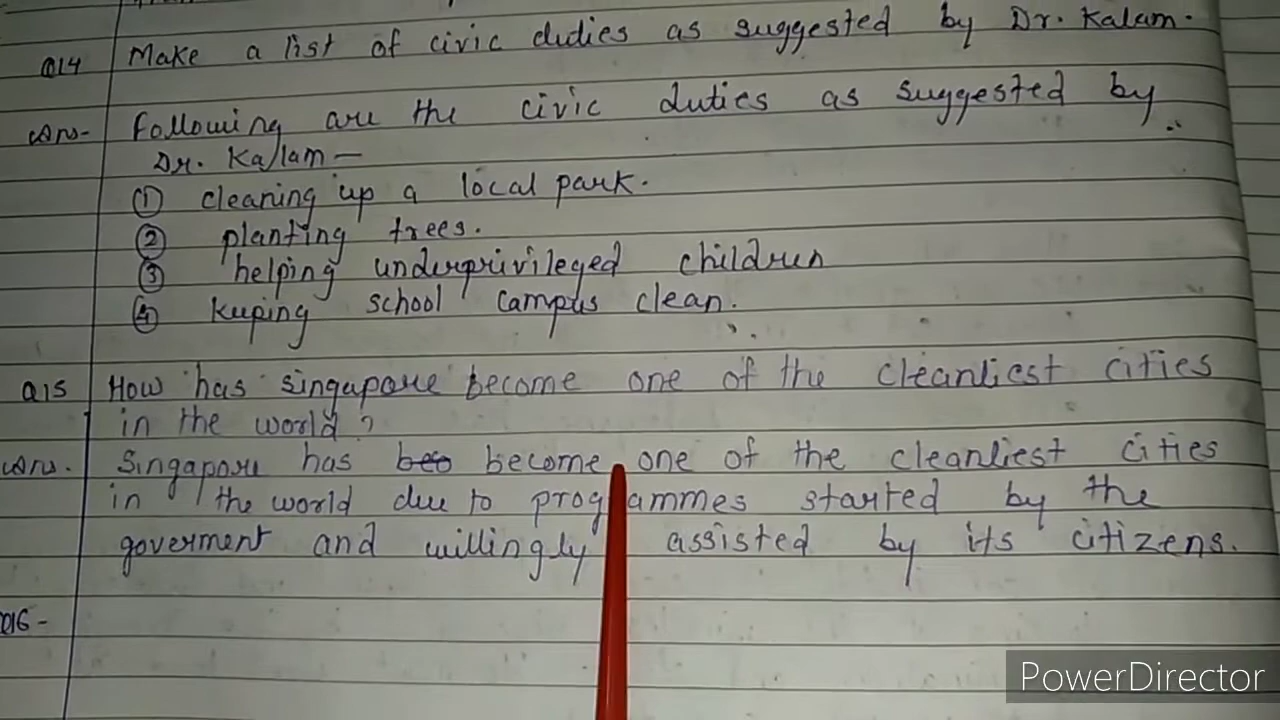 Q14 Make a list of civic duties as suggested by Dr. Kalam.
Ans- Following are the civic duties as suggested by
Dr. Kalam —
① cleaning up a local park.
② planting trees.
③ helping underprivileged children
④ keeping school campus clean.
Q15 How has singapore become one of the cleanliest cities
in the world?
Ans. Singapore has beo become one of the cleanliest cities
in the world due to programmes started by the
goverment and willingly assisted by its citizens.
Q16-
PowerDirector